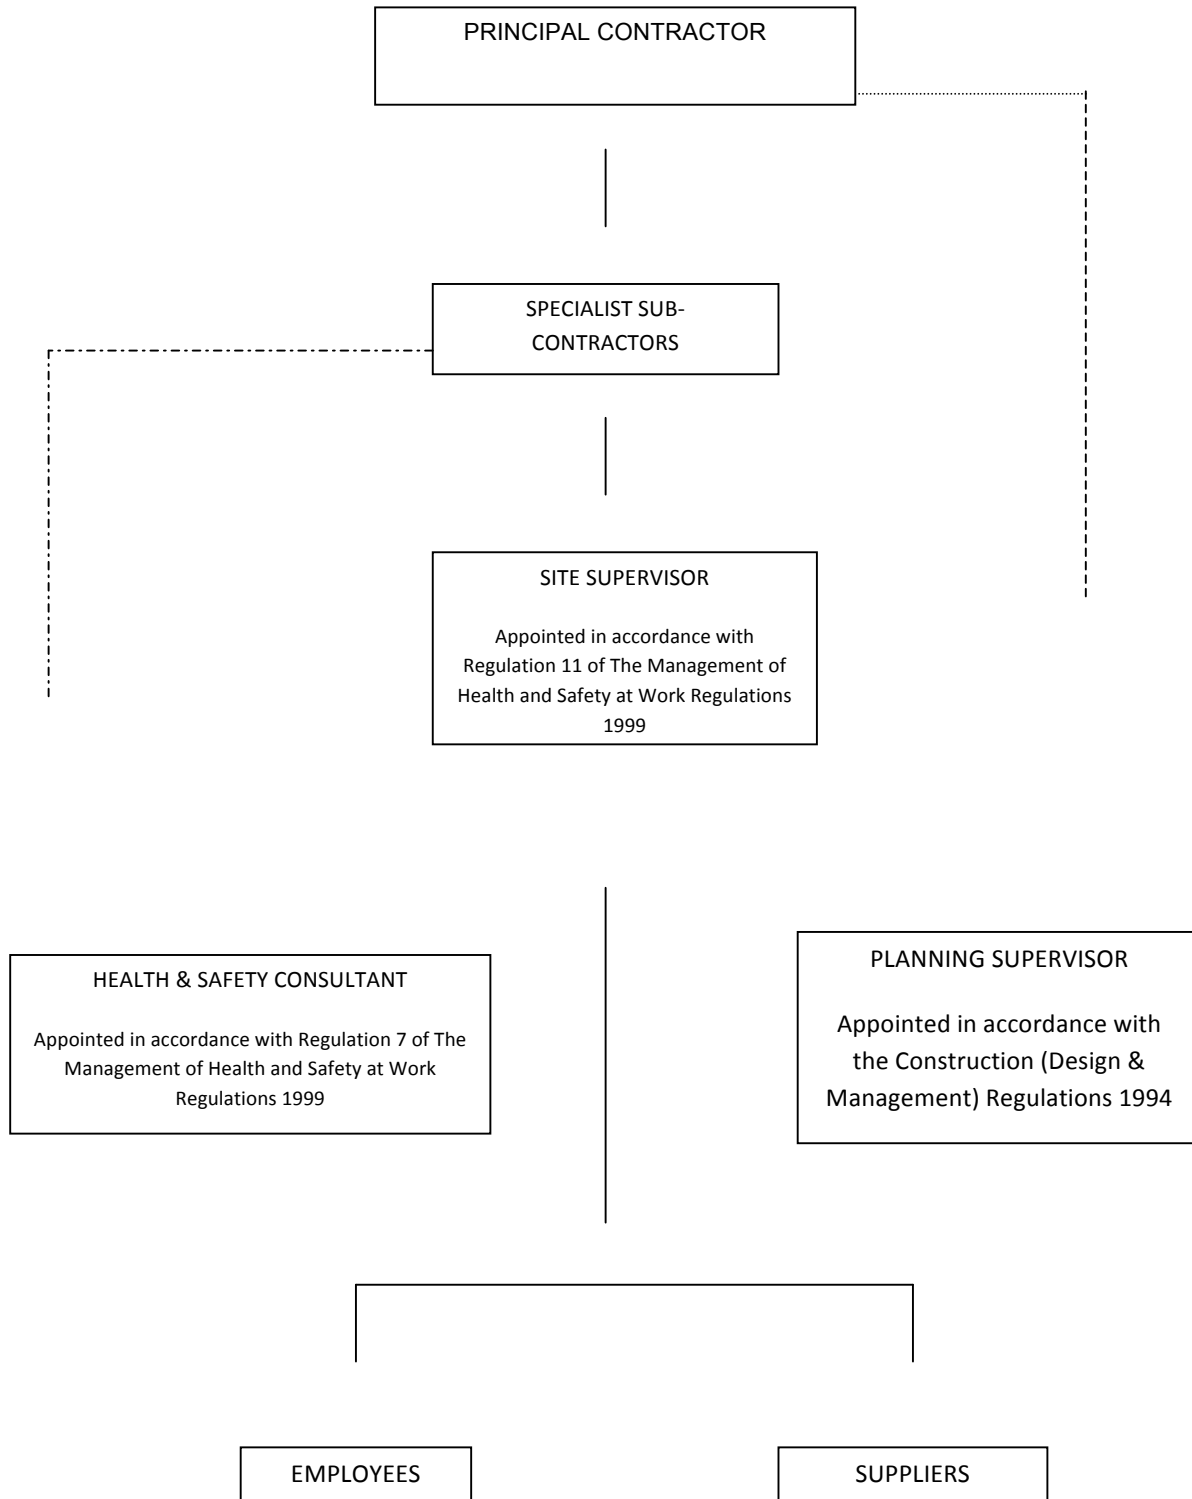 PRINCIPAL CONTRACTOR
SPECIALIST SUB-
CONTRACTORS
SITE SUPERVISOR
Appointed in accordance with
Regulation 11 of The Management of
Health and Safety at Work Regulations
1999
HEALTH & SAFETY CONSULTANT
Appointed in accordance with Regulation 7 of The
Management of Health and Safety at Work
Regulations 1999
PLANNING SUPERVISOR
Appointed in accordance with
the Construction (Design &
Management) Regulations 1994
EMPLOYEES
SUPPLIERS